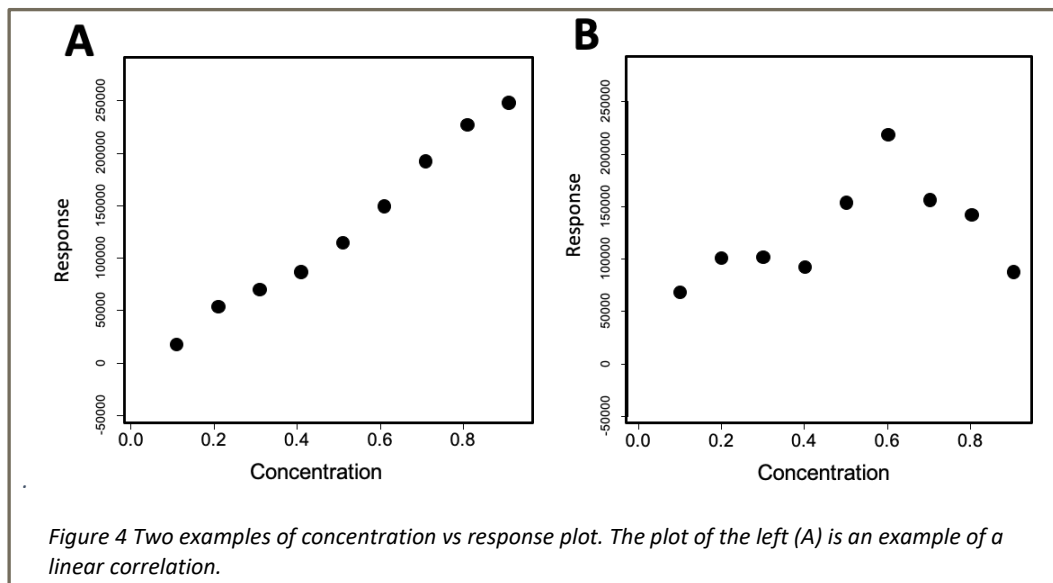 A
B
250000
200000
150000
100000
50000
0
-50000
Response
0.0 0.2 0.4 0.6 0.8
Concentration
250000
200000
150000
100000
50000
0
-50000
Response
0.0 0.2 0.4 0.6 0.8
Concentration
.
Figure 4 Two examples of concentration vs response plot. The plot of the left (A) is an example of a
linear correlation.